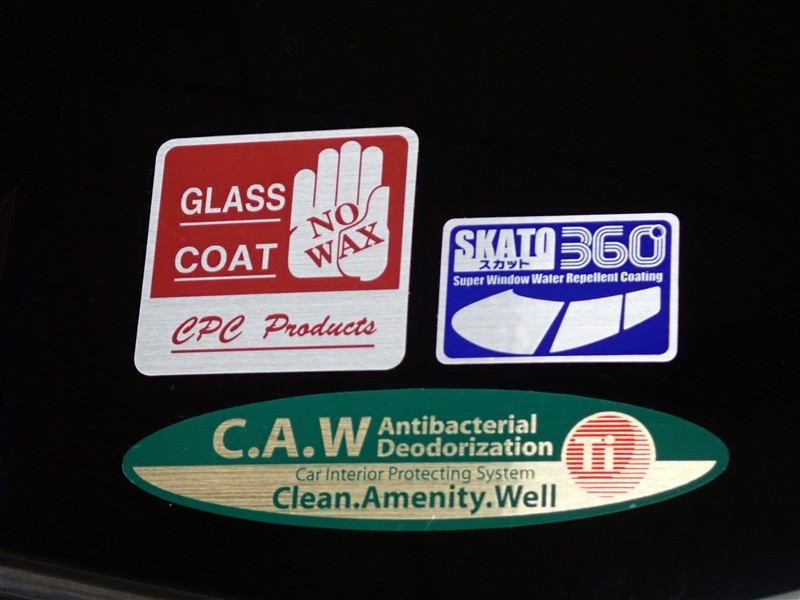 GLASS
COAT
NO
WAX
CPC Products
SKATO 360°
スカット
Super Window Water Repellent Coating
C.A.W Antibacterial
Deodorization
Ti
Car Interior Protecting System
Clean.Amenity.Well